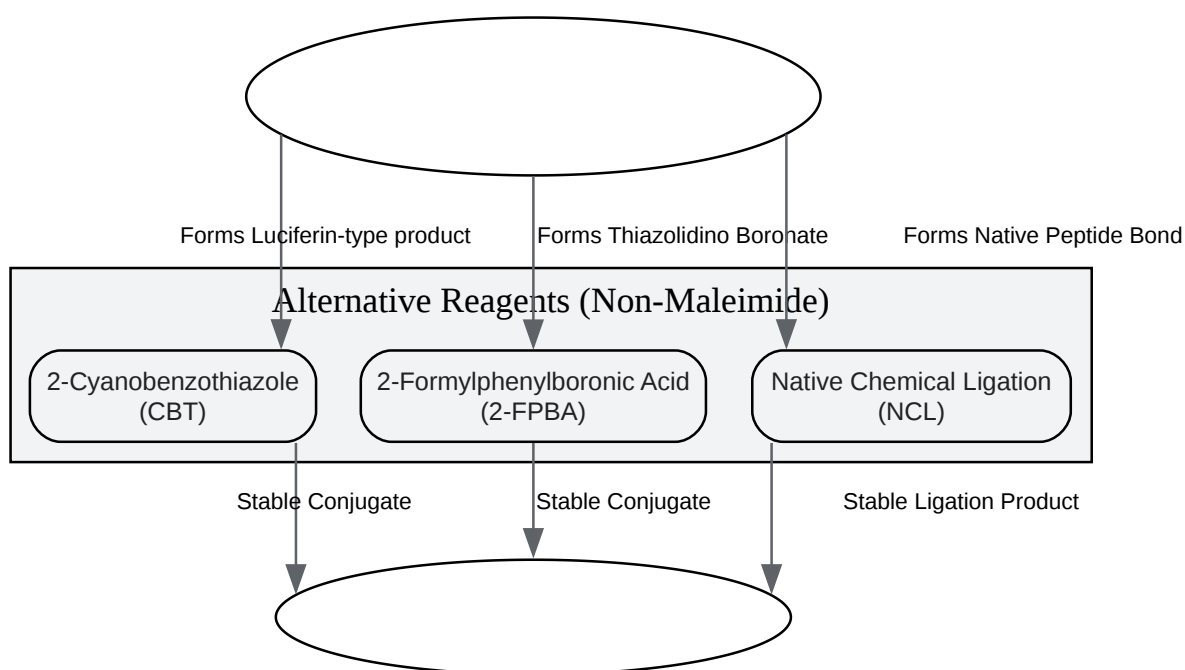 Forms Luciferin-type product
Forms Thiazolidino Boronate
Forms Native Peptide Bond
Alternative Reagents (Non-Maleimide)
2-Cyanobenzothiazole
(CBT)
2-Formylphenylboronic Acid
(2-FPBA)
Native Chemical Ligation
(NCL)
Stable Conjugate
Stable Conjugate
Stable Ligation Product